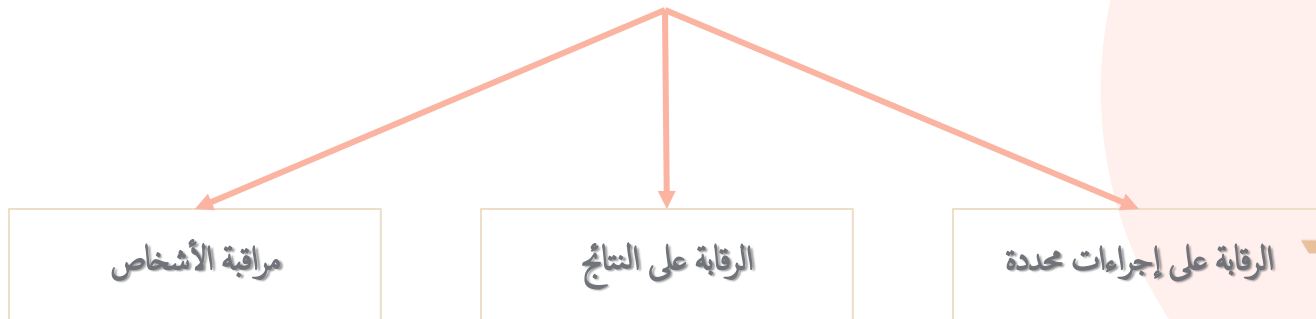 الرقابة على إجراءات محددة
الرقابة على النتائج
مراقبة الأشخاص